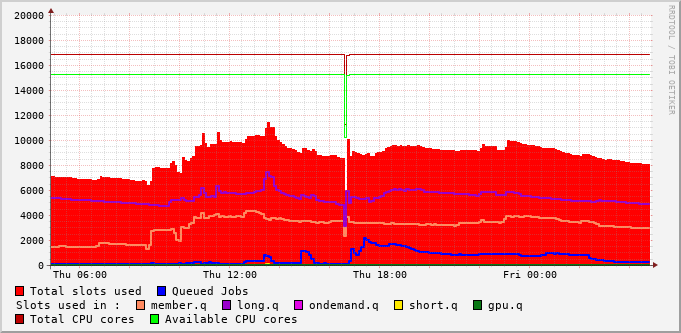 20000
18000
16000
14000
12000
10000
8000
6000
4000
2000
0
Thu 06:00 Thu 12:00 Thu 18:00 Fri 00:00
RRDTOOL / TOBI OETIKER
Total slots used Queued Jobs
Slots used in : member.q long.q ondemand.q short.q gpu.q
Total CPU cores Available CPU cores